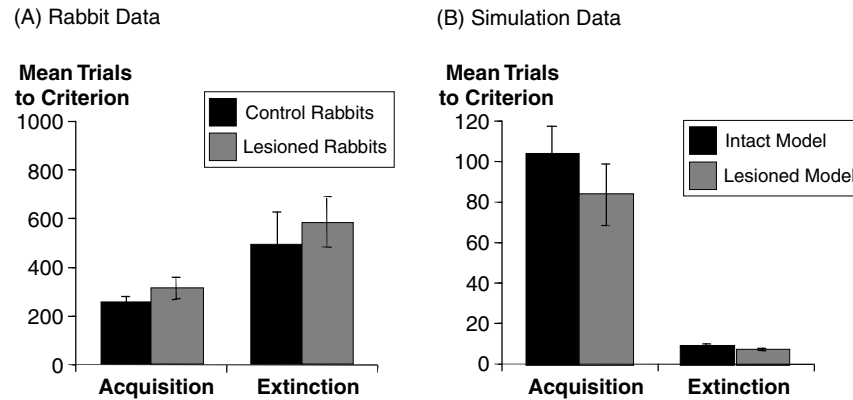 (A) Rabbit Data
Mean Trials
to Criterion
1000
800
600
400
200
0
Control Rabbits
Lesioned Rabbits
Acquisition
Extinction
(B) Simulation Data
Mean Trials
to Criterion
120
100
80
60
40
20
0
Intact Model
Lesioned Model
Acquisition
Extinction